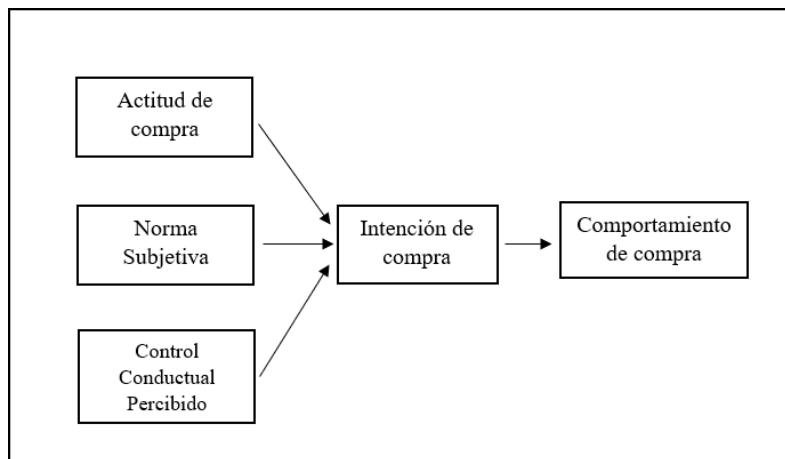 Actitud de
compra
Norma
Subjetiva
Control
Conductual
Percibido
Intención de
compra
Comportamiento
de compra